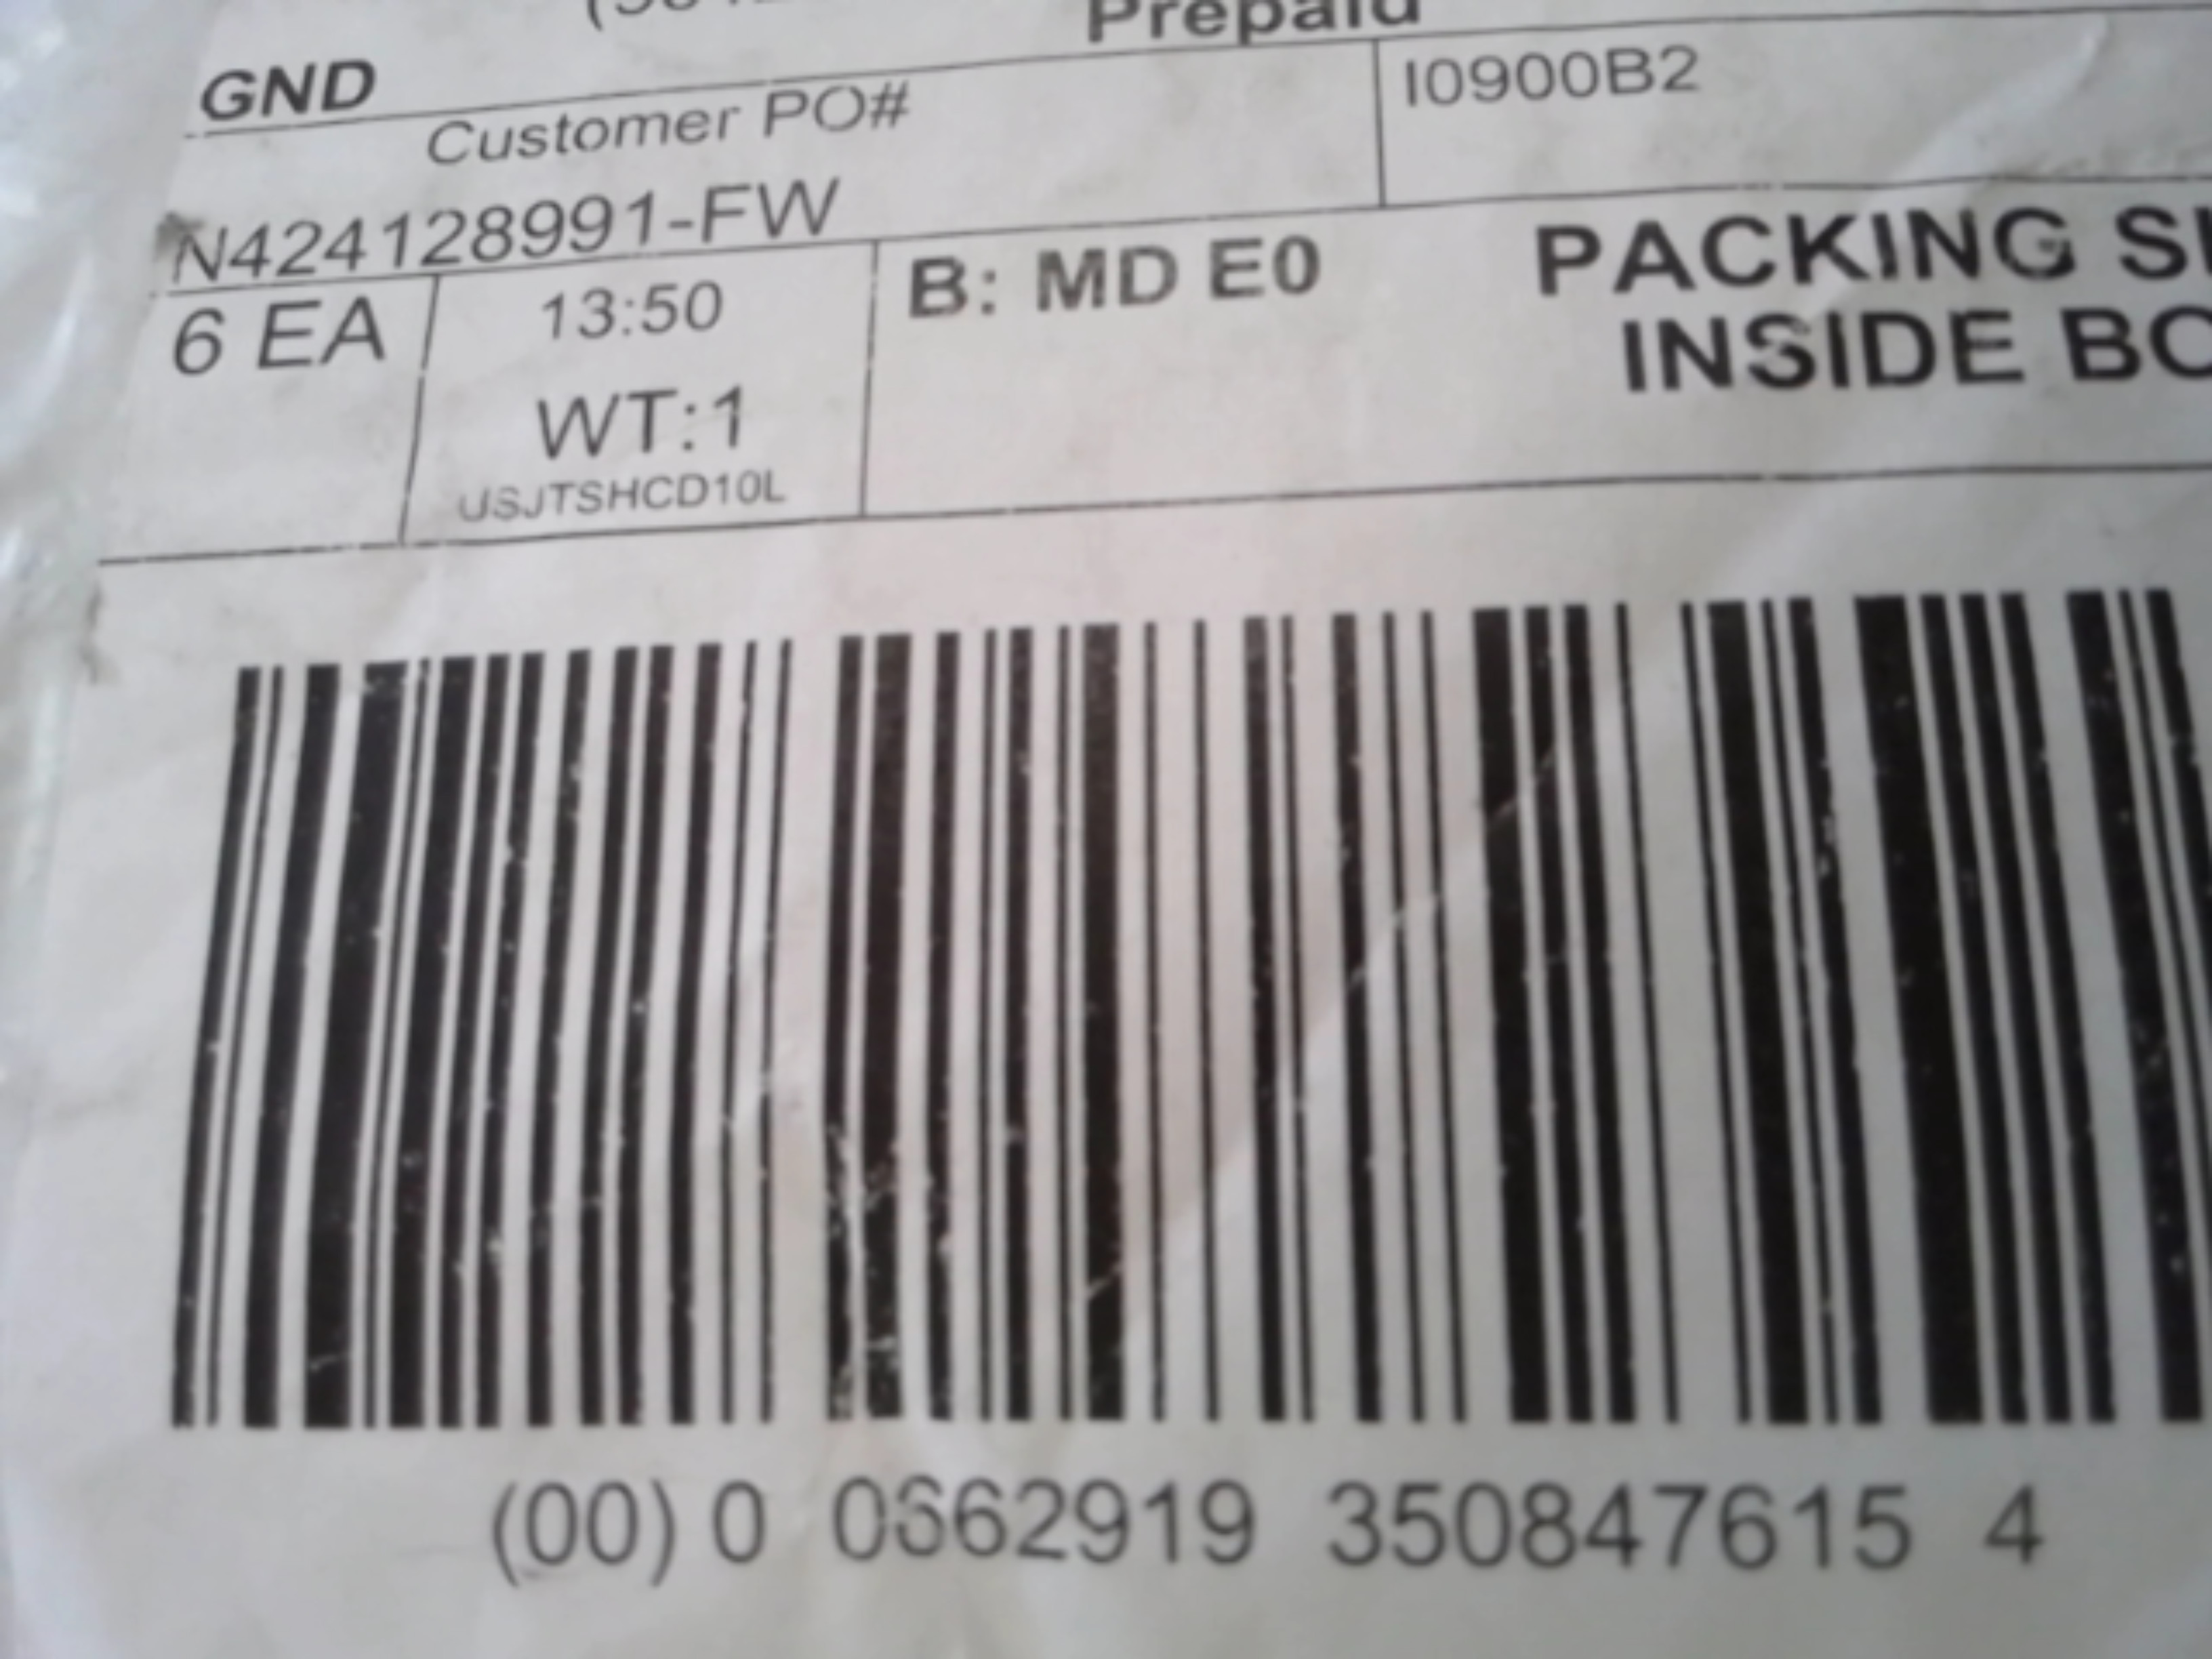 Prepaid
GND
Customer PO#
I0900B2
N424128991-FW
6 EA
13:50
WT:1
USJTSHCD10L
B: MD E0
PACKING
INSIDE
(00) 0 0662919 350847615 4